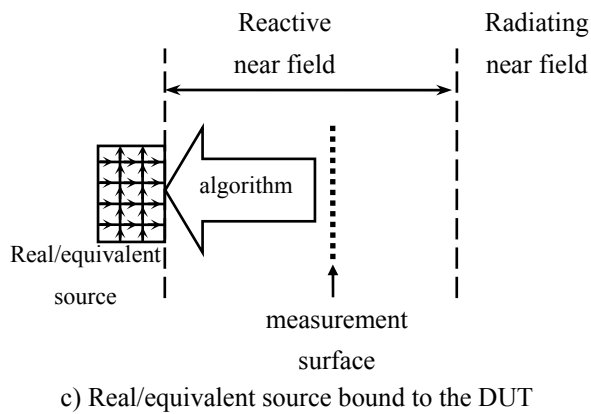 Reactive
near field
Radiating
near field
algorithm
Real/equivalent
source
measurement
surface
c) Real/equivalent source bound to the DUT